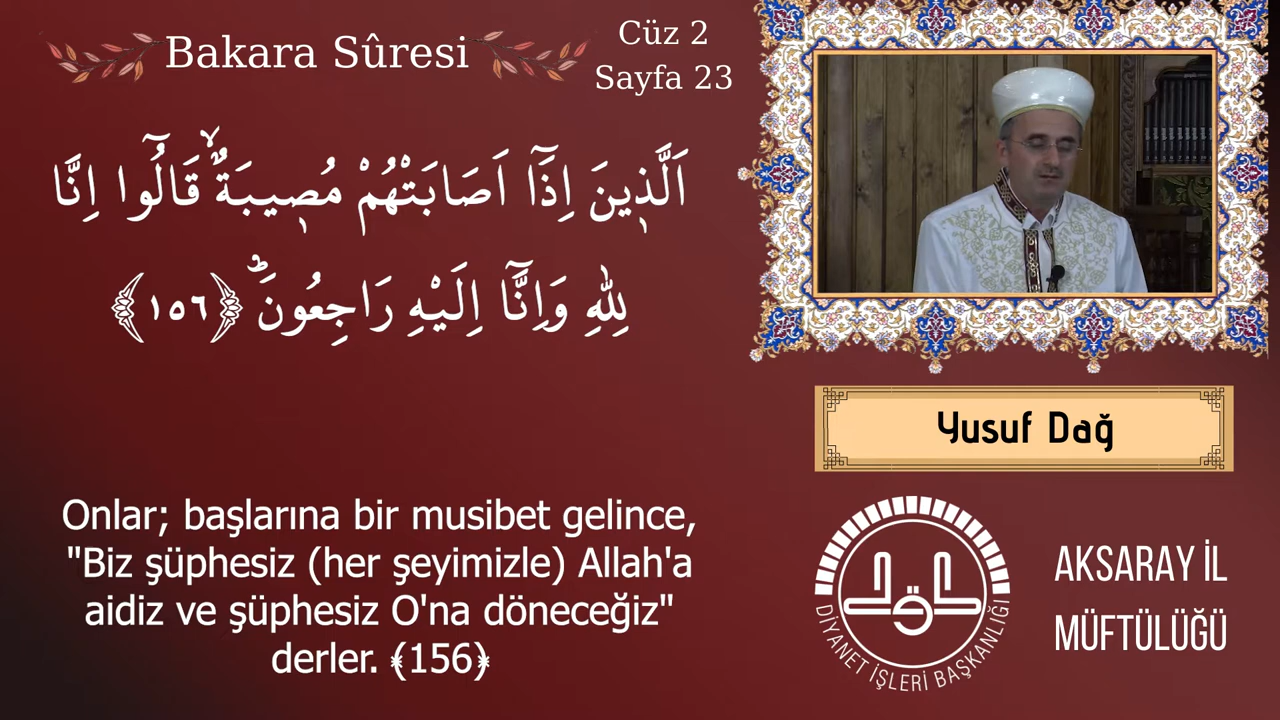 Bakara Sûresi
Cüz 2
Sayfa 23
اَلَّذ۪ينَ اِذَٓا اَصَابَتْهُمْ مُص۪يبَةٌۙ قَالُٓوا اِنَّا
لِلّٰهِ وَاِنَّٓا اِلَيْهِ رَاجِعُونَۜ ﴿١٥٦﴾
Onlar; başlarına bir musibet gelince,
"Biz şüphesiz (her şeyimizle) Allah'a
aidiz ve şüphesiz O'na döneceğiz"
derler. ﴾156﴿
Yusuf Dağ
DİYANET İŞLERİ BAŞKANLIĞI
AKSARAY İL
MÜFTÜLÜĞÜ